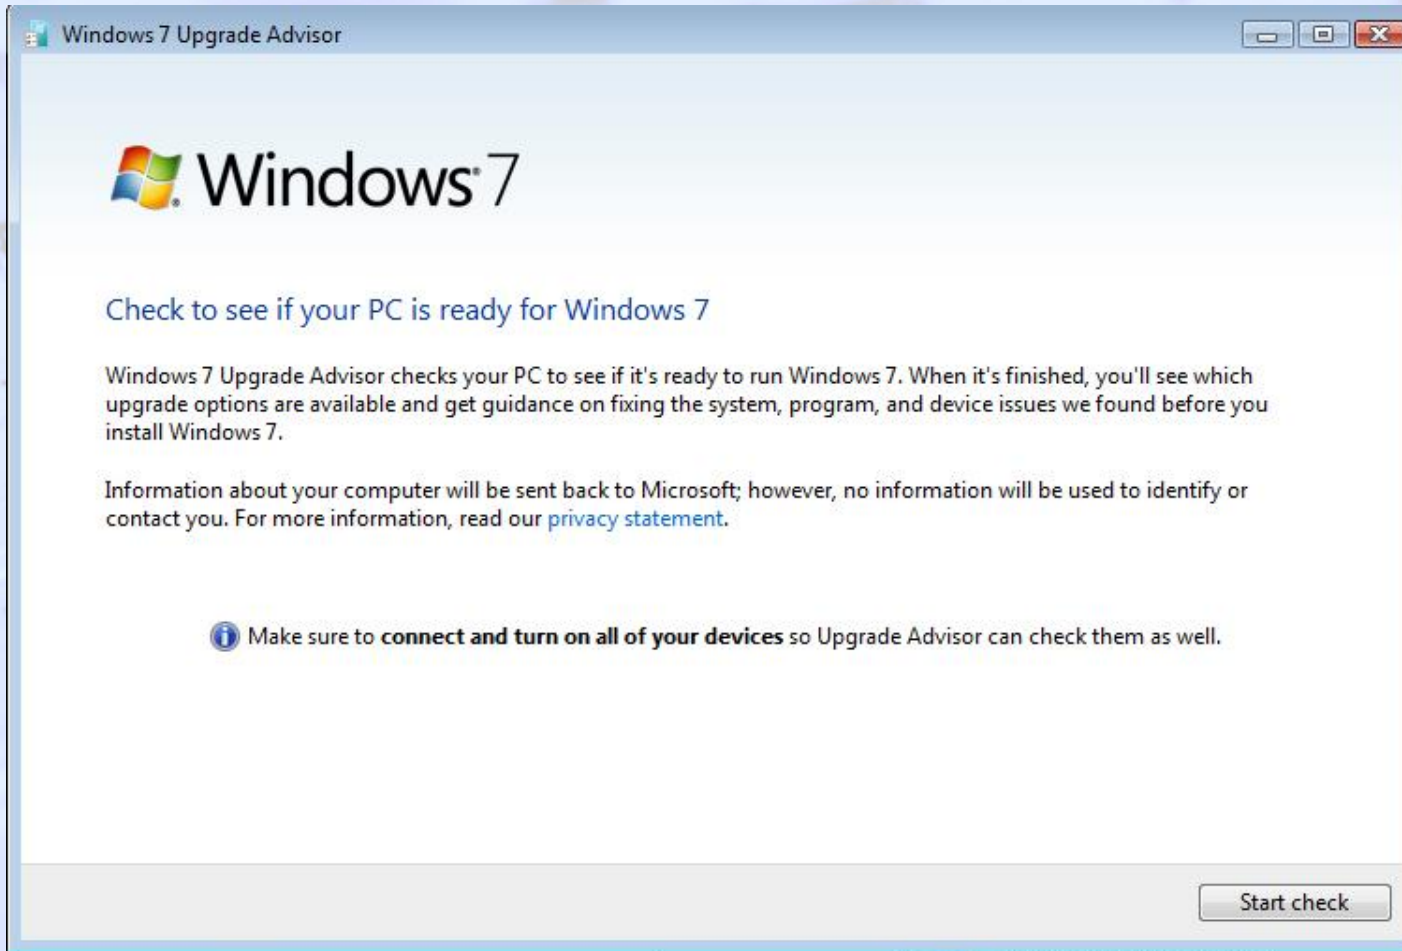 Windows 7 Upgrade Advisor
Windows 7
Check to see if your PC is ready for Windows 7
Windows 7 Upgrade Advisor checks your PC to see if it's ready to run Windows 7. When it's finished, you'll see which
upgrade options are available and get guidance on fixing the system, program, and device issues we found before you
install Windows 7.
Information about your computer will be sent back to Microsoft; however, no information will be used to identify or
contact you. For more information, read our privacy statement.
Make sure to connect and turn on all of your devices so Upgrade Advisor can check them as well.
Start check